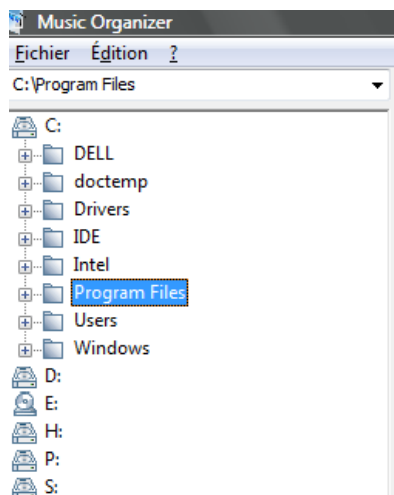 Music Organizer
Fichier Édition ?
C:\Program Files
C:
DELL
doctemp
Drivers
IDE
Intel
Program Files
Users
Windows
D:
E:
H:
P:
S: